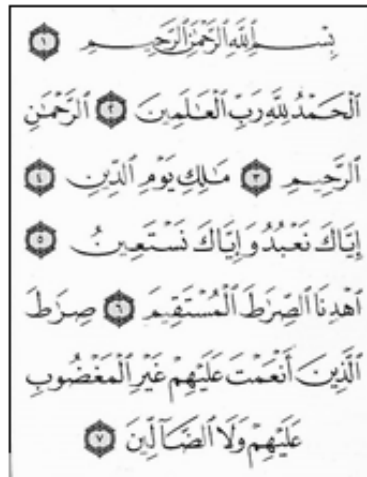 بِسْمِ ٱللَّهِ ٱلرَّحْمَٰنِ ٱلرَّحِيمِ ١
ٱلْحَمْدُ لِلَّهِ رَبِّ ٱلْعَٰلَمِينَ ٢ ٱلرَّحْمَٰنِ
ٱلرَّحِيمِ ٣ مَٰلِكِ يَوْمِ ٱلدِّينِ ٤
إِيَّاكَ نَعْبُدُ وَإِيَّاكَ نَسْتَعِينُ ٥
ٱهْدِنَا ٱلصِّرَٰطَ ٱلْمُسْتَقِيمَ ٦ صِرَٰطَ
ٱلَّذِينَ أَنْعَمْتَ عَلَيْهِمْ غَيْرِ ٱلْمَغْضُوبِ
عَلَيْهِمْ وَلَا ٱلضَّآلِّينَ ٧